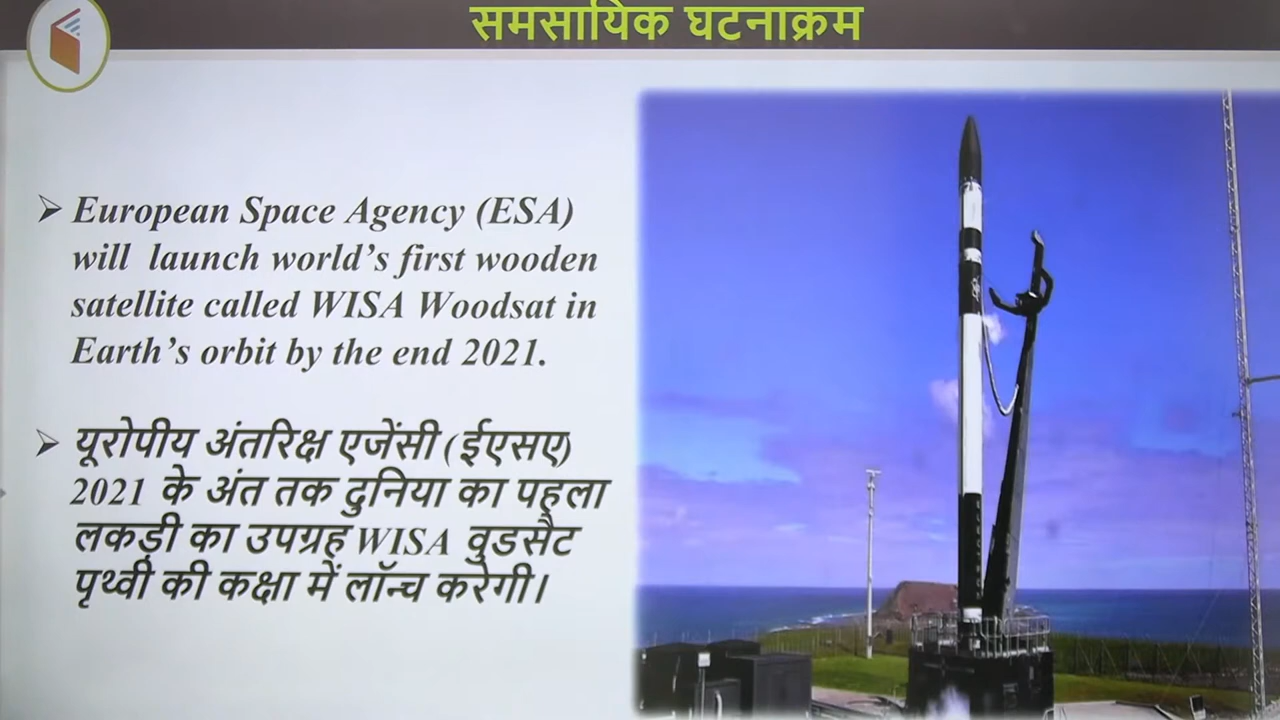 समसायिक घटनाक्रम
European Space Agency (ESA)
will launch world's first wooden
satellite called WISA Woodsat in
Earth's orbit by the end 2021.
यूरोपीय अंतरिक्ष एजेंसी (ईएसए)
2021 के अंत तक दुनिया का पहला
लकड़ी का उपग्रह WISA वुडसैट
पृथ्वी की कक्षा में लॉन्च करेगी।